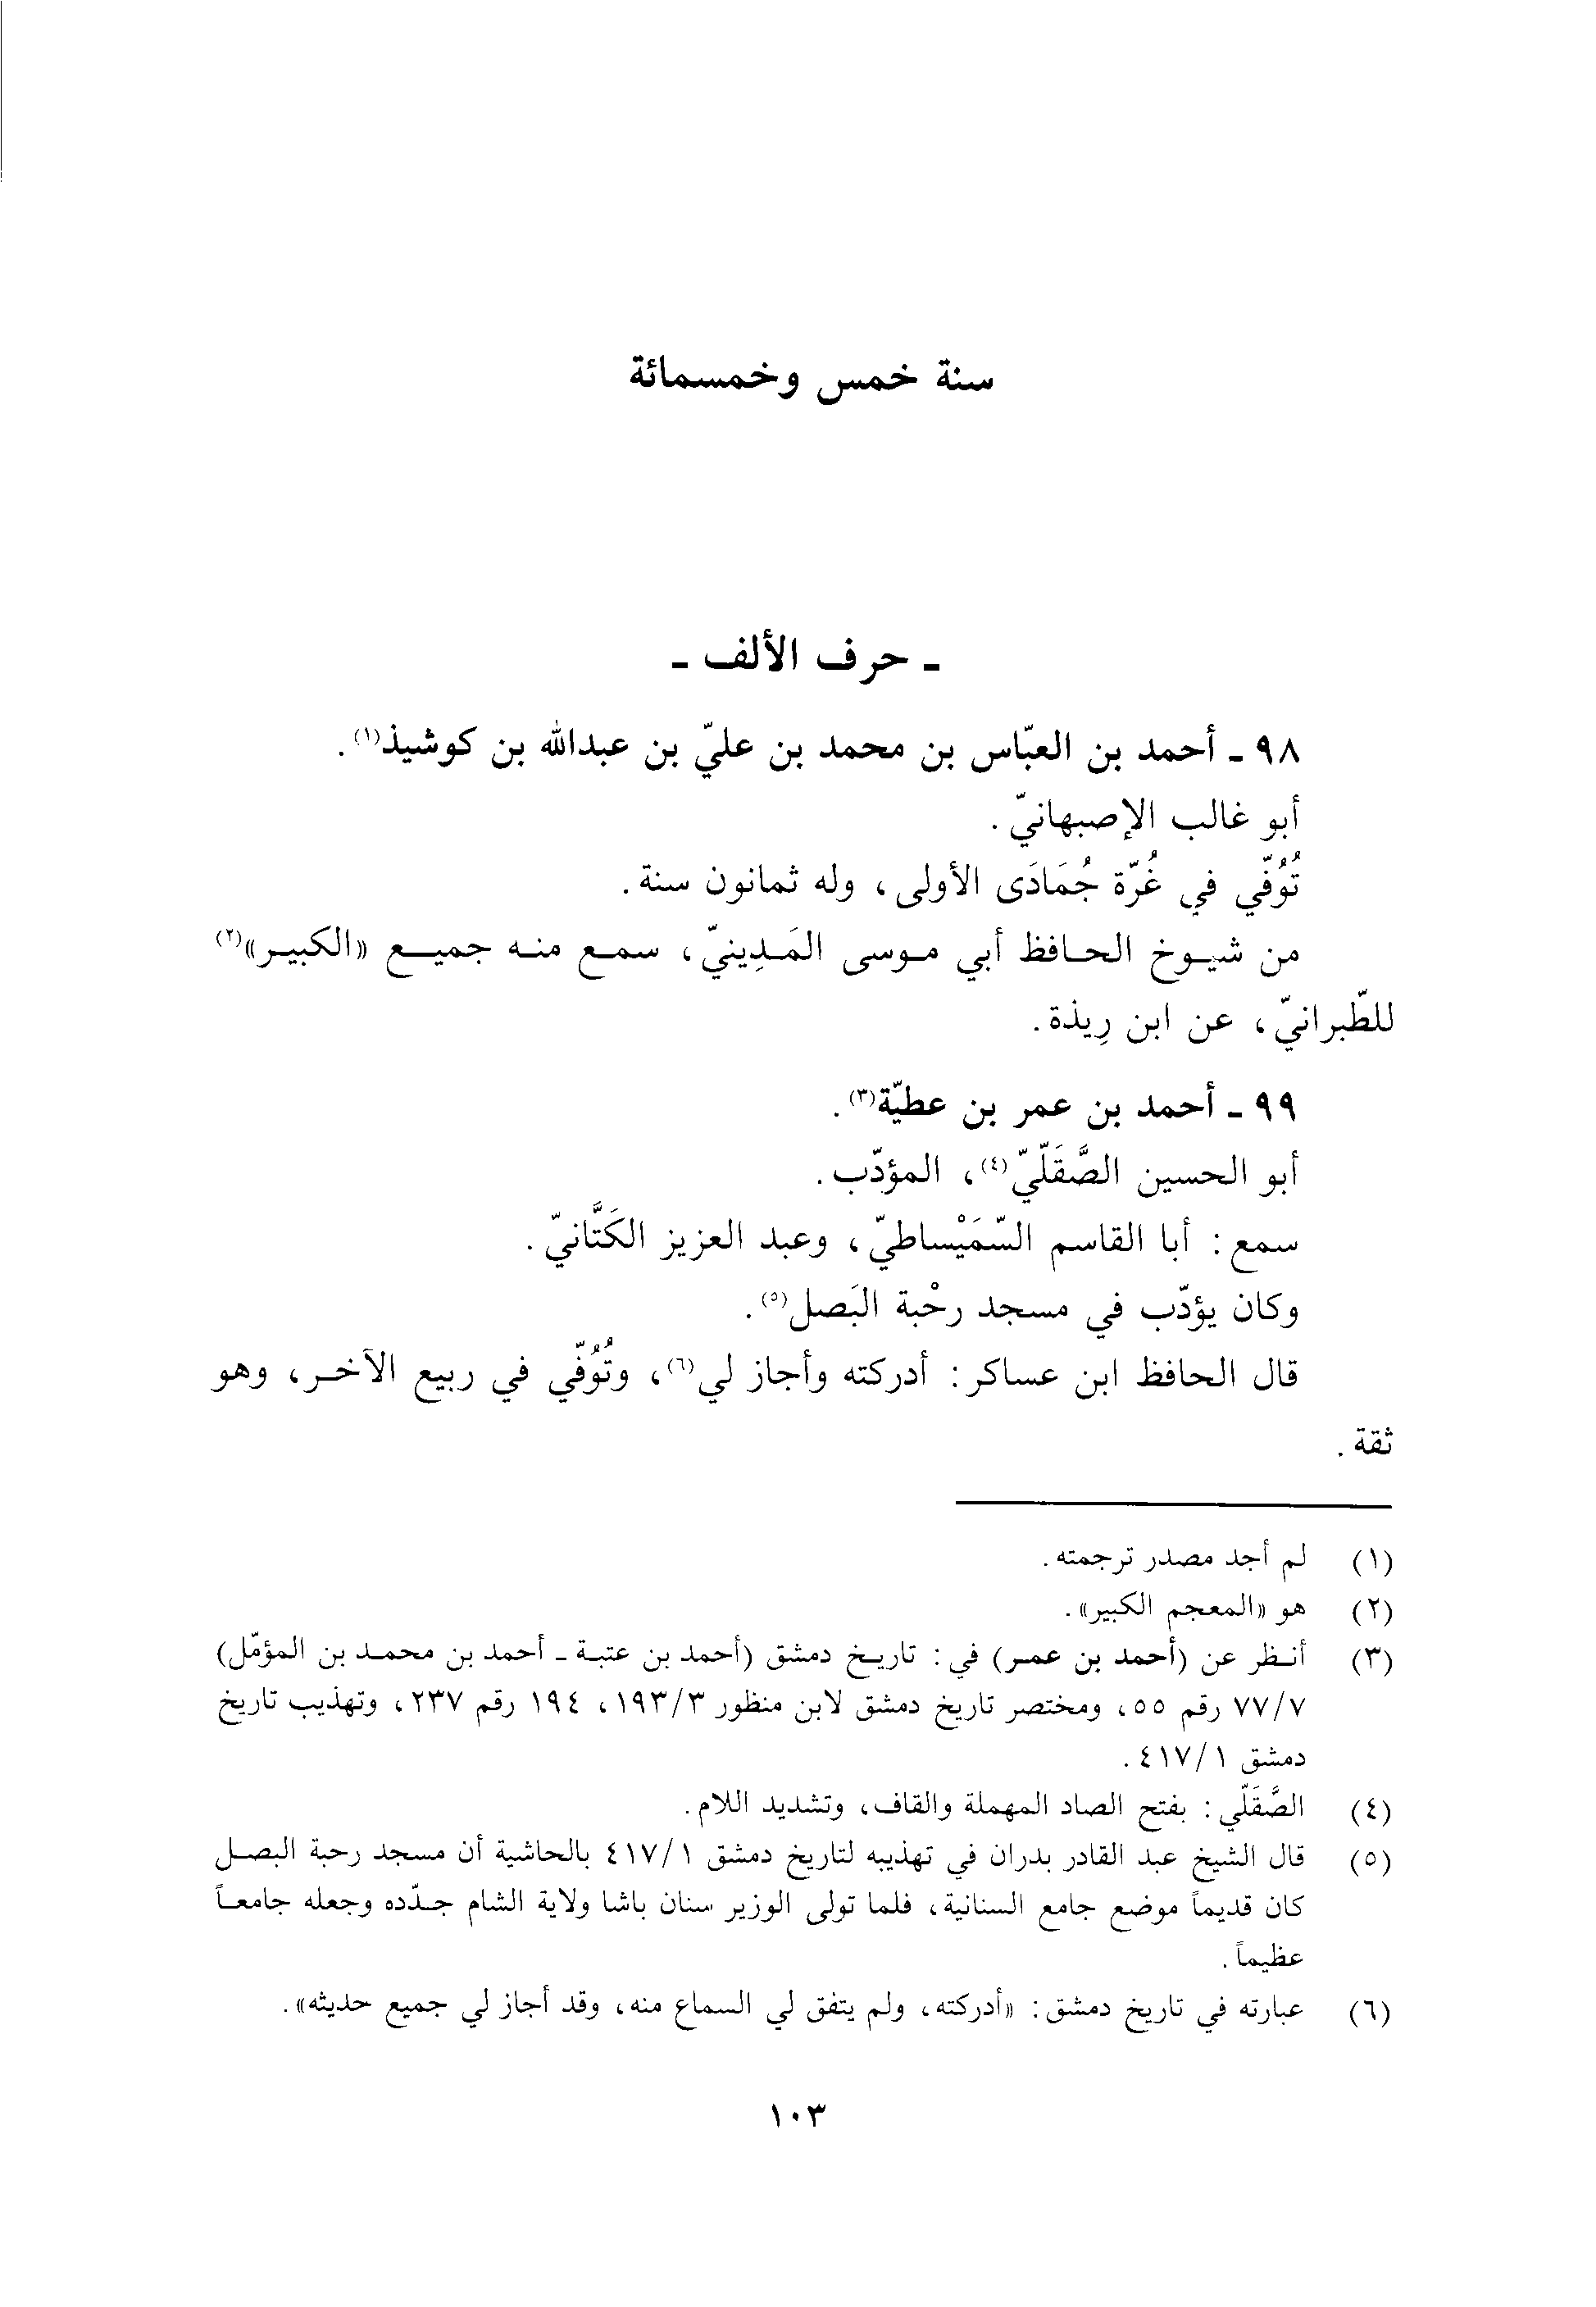 سنة خمس وخمسمائة
ـ حرف الألف ـ
٩٨ ـ أحمد بن العبّاس بن محمد بن عليّ بن عبدالله بن كوشيذ(١).
أبو غالب الإصبهانيّ.
تُوُفّي في غُرّة جُمَادَى الأولى، وله ثمانون سنة.
من شيوخ الحافظ أبي موسى المَدِينيّ، سمع منه جميع «الكبير»(٢)
للطّبرانيّ، عن ابن رِيذة.
٩٩ ـ أحمد بن عمر بن عطيّة(٣).
أبو الحسين الصَّقَلّيّ(٤)، المؤدّب.
سمع: أبا القاسم السّمَيْساطيّ، وعبد العزيز الكَتَّانيّ.
وكان يؤدّب في مسجد رحْبة البَصل(٥).
قال الحافظ ابن عساكر: أدركته وأجاز لي(٦)، وتُوُفّي في ربيع الآخر، وهو
ثقة.
(١) لم أجد مصدر ترجمته.
(٢) هو «المعجم الكبير».
(٣) أنظر عن (أحمد بن عمر) في: تاريخ دمشق (أحمد بن عتبة ـ أحمد بن محمد بن المؤمّل)
٧٧/٧ رقم ٥٥، ومختصر تاريخ دمشق لابن منظور ١٩٣/٣، ١٩٤ رقم ٢٣٧، وتهذيب تاريخ
دمشق ٤١٧/١.
(٤) الصَّقَلّي: بفتح الصاد المهملة والقاف، وتشديد اللام.
(٥) قال الشيخ عبد القادر بدران في تهذيبه لتاريخ دمشق ٤١٧/١ بالحاشية أن مسجد رحبة البصل
كان قديماً موضع جامع السنانية، فلما تولى الوزير سنان باشا ولاية الشام جدّده وجعله جامعاً
عظيماً.
(٦) عبارته في تاريخ دمشق: «أدركته، ولم يتفق لي السماع منه، وقد أجاز لي جميع حديثه».
١٠٣